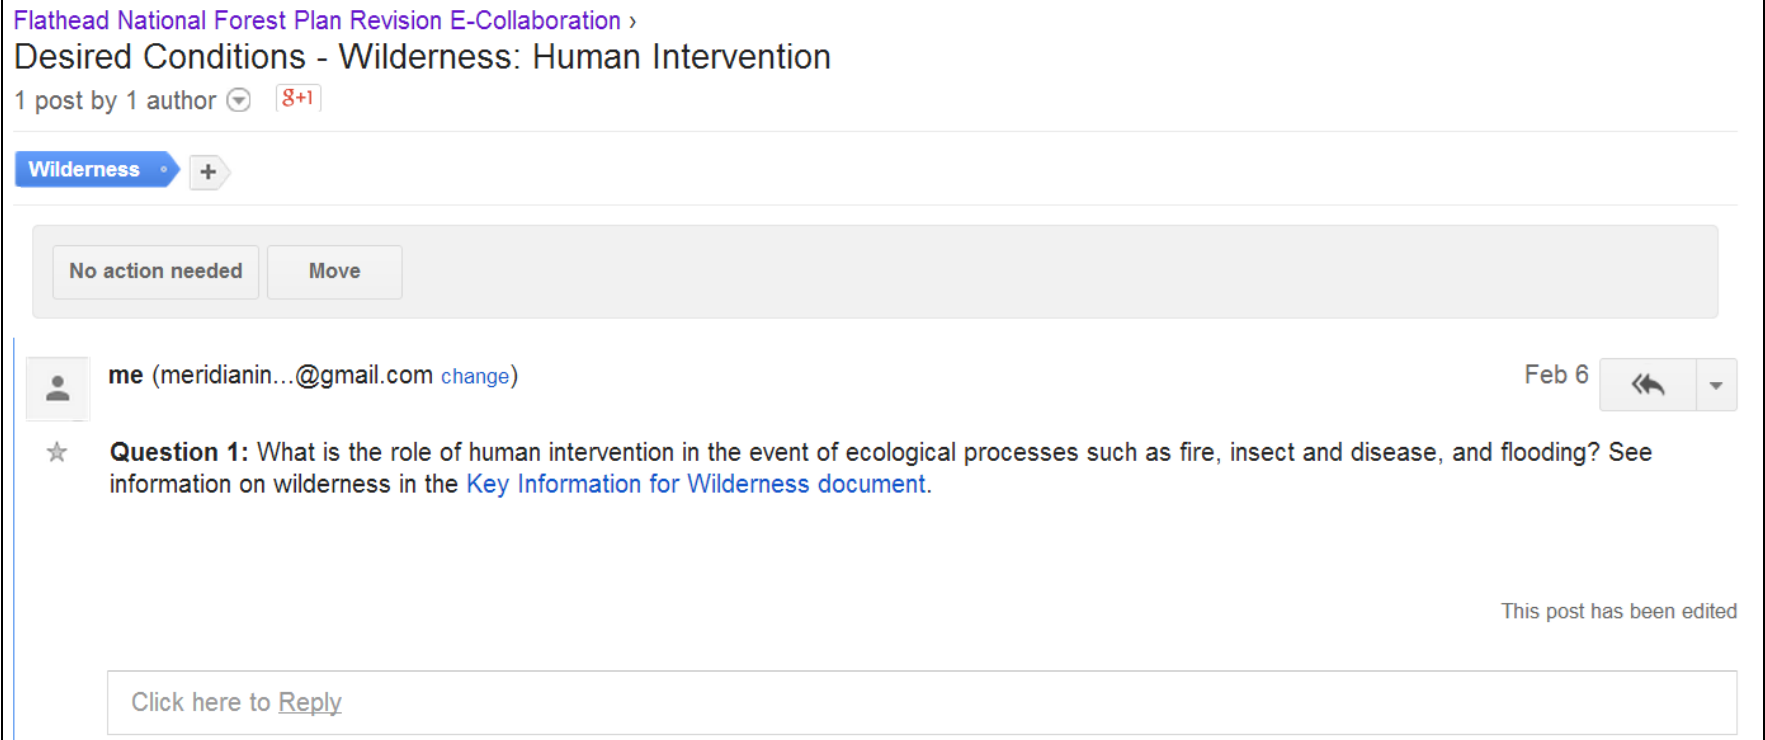 Flathead National Forest Plan Revision E-Collaboration ›
Desired Conditions - Wilderness: Human Intervention
1 post by 1 author
g+1
Wilderness
+
No action needed
Move
me (meridianin...@gmail.com change)
Feb 6
Question 1: What is the role of human intervention in the event of ecological processes such as fire, insect and disease, and flooding? See
information on wilderness in the Key Information for Wilderness document.
This post has been edited
Click here to Reply